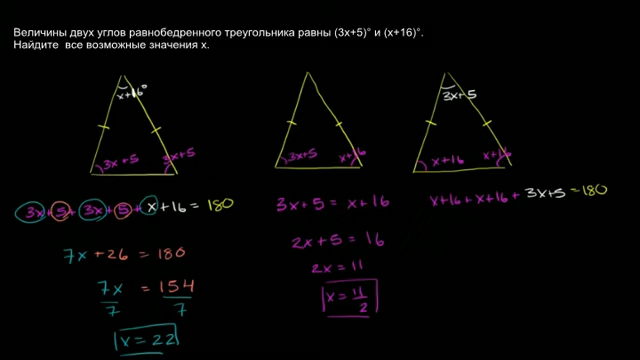 Величины двух углов равнобедренного треугольника равны (3x+5)° и (x+16)°.
Найдите все возможные значения x.
x+16°
3x+5
3x+5
3x+5
x+16
3x+5
x+16
x+16
3x+5+3x+5+x+16=180
7x+26=180
7x=154
7 7
x=22
3x+5=x+16
2x+5=16
2x=11
x=11/2
x+16+x+16+3x+5=180